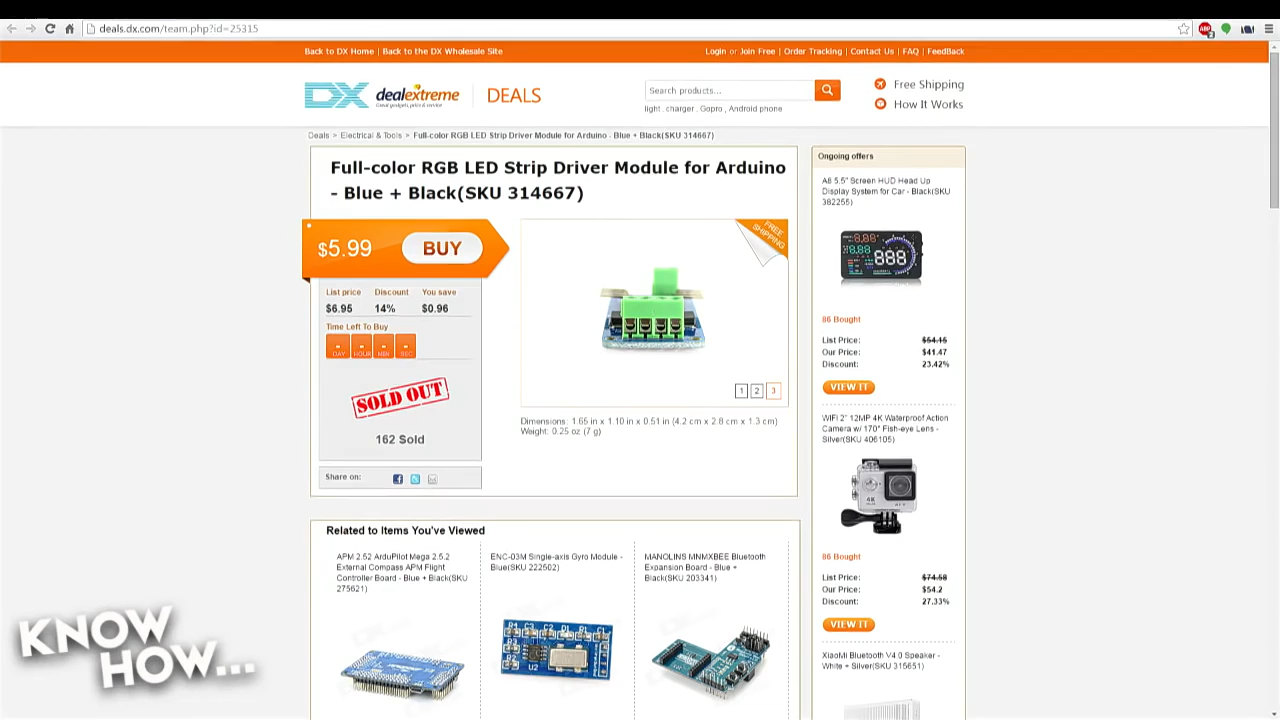 deals.dx.com/team.php?id=25315
Back to DX Home | Back to the DX Wholesale Site
Login or Join Free | Order Tracking | Contact Us | FAQ | FeedBack
DX dealextreme DEALS
Cool gadgets, price & service
Search products...
light . charger . Gopro , Android phone
Free Shipping
How It Works
Deals > Electrical & Tools > Full-color RGB LED Strip Driver Module for Arduino - Blue + Black(SKU 314667)
Full-color RGB LED Strip Driver Module for Arduino
- Blue + Black(SKU 314667)
$5.99 BUY
FREE SHIPPING
List price Discount You save
$6.95 14% $0.96
Time Left To Buy
- - - -
DAY HOUR MIN SEC
SOLD OUT
162 Sold
Share on:
1 2 3
Dimensions: 1.65 in x 1.10 in x 0.51 in (4.2 cm x 2.8 cm x 1.3 cm)
Weight: 0.25 oz (7 g)
Related to Items You've Viewed
APM 2.52 ArduPilot Mega 2.5.2
External Compass APM Flight
Controller Board - Blue + Black(SKU
275621)
ENC-03M Single-axis Gyro Module -
Blue(SKU 222502)
MANOLINS MNMXBEE Bluetooth
Expansion Board - Blue +
Black(SKU 203341)
Ongoing offers
A8 5.5" Screen HUD Head Up
Display System for Car - Black(SKU
382255)
86 Bought
List Price: $54.15
Our Price: $41.47
Discount: 23.42%
VIEW IT
WIFI 2" 12MP 4K Waterproof Action
Camera w/ 170° Fish-eye Lens -
Silver(SKU 406105)
86 Bought
List Price: $74.58
Our Price: $54.2
Discount: 27.33%
VIEW IT
XiaoMi Bluetooth V4.0 Speaker -
White + Silver(SKU 315651)
KNOW
HOW...